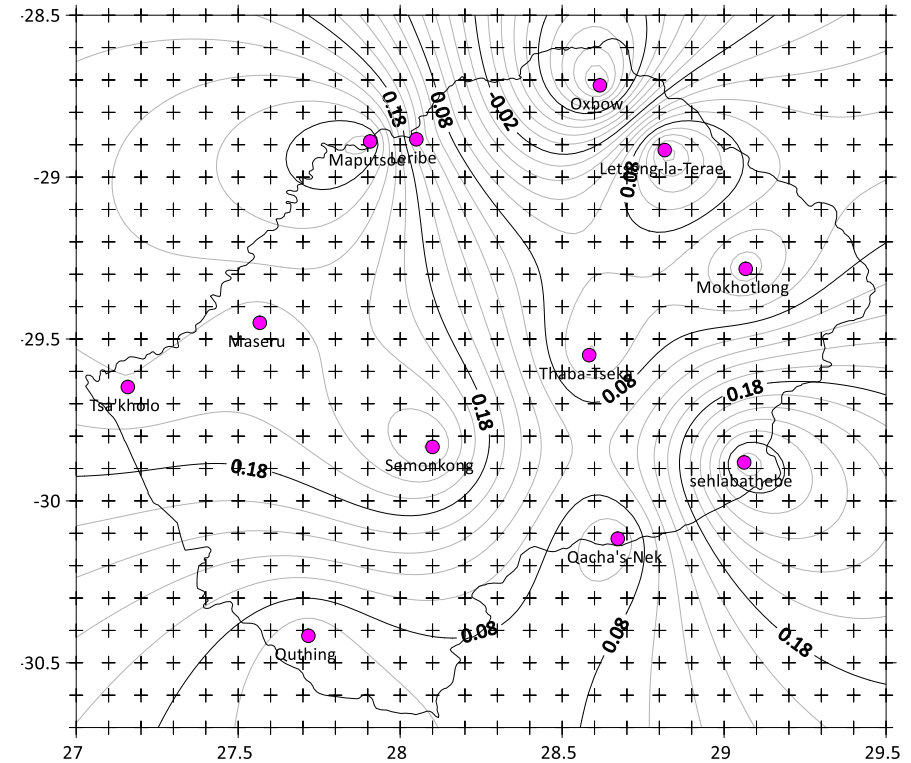 -28.5
0.18
0.08
-0.02
Oxbow
Maputsoe
Leribe
Letseng-la-Terae
-29
0.08
Mokhotlong
Maseru
-29.5
Thaba-Tseka
0.08
0.18
Tsa'kholo
0.18
Semonkong
0.18
sehlabathebe
-30
Qacha's-Nek
0.08
0.08
0.18
Quthing
-30.5
27
27.5
28
28.5
29
29.5